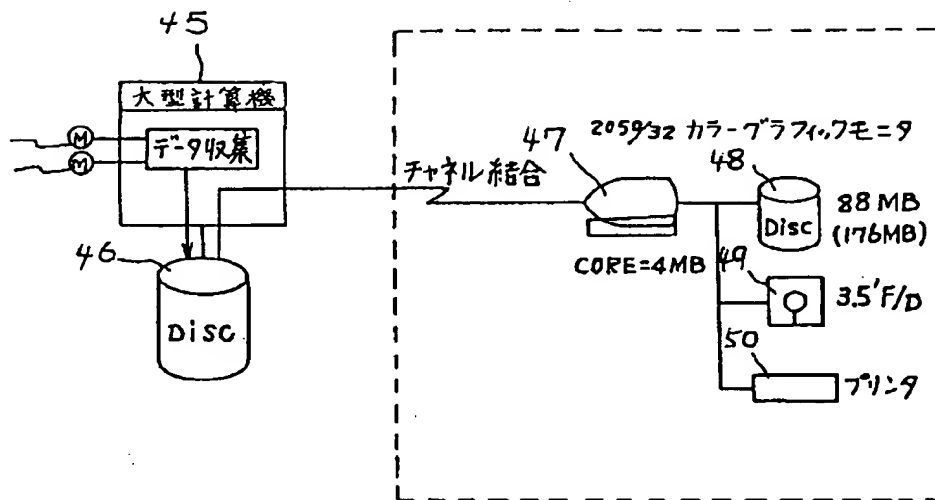 45
大型計算機
M
M
データ収集
46
DiSC
チャネル結合
47
2059/32 カラーグラフィックモニタ
48
Disc
88MB
(176MB)
CORE=4MB
49
3.5'F/D
50
プリンタ